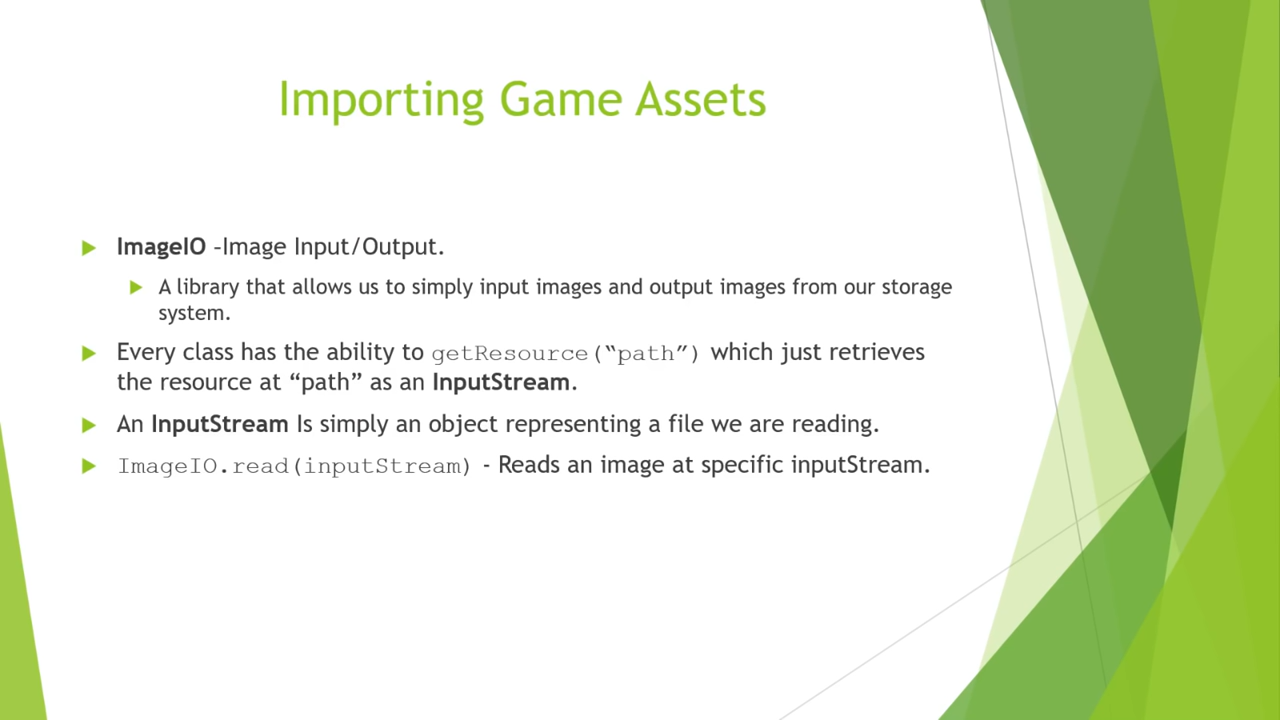 Importing Game Assets
ImageIO –Image Input/Output.
A library that allows us to simply input images and output images from our storage
system.
Every class has the ability to getResource(“path”) which just retrieves
the resource at “path” as an InputStream.
An InputStream Is simply an object representing a file we are reading.
ImageIO.read(inputStream) - Reads an image at specific inputStream.